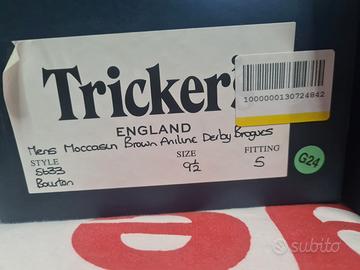 Tricker's
ENGLAND
1000000130724842
Mens Moccasin Brown Aniline Derby Brogues
STYLE SIZE FITTING
5633 9½ 5
Bourton
G24
subito